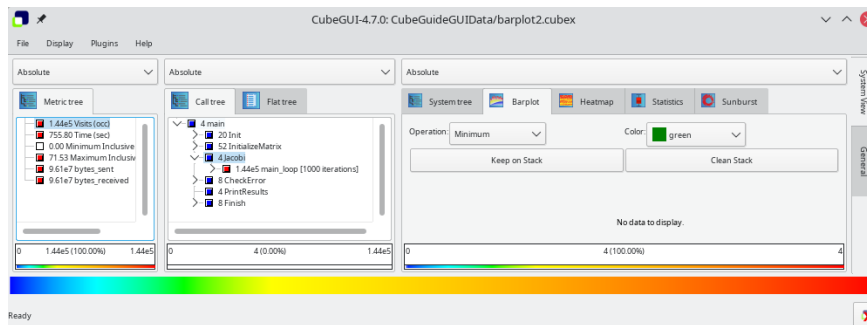 CubeGUI-4.7.0: CubeGuideGUIData/barplot2.cubex
File Display Plugins Help
Absolute
Absolute
Absolute
Metric tree
Call tree
Flat tree
System tree
Barplot
Heatmap
Statistics
Sunburst
1.44e5 Visits (occ)
755.80 Time (sec)
0.00 Minimum Inclusive
71.53 Maximum Inclusiv
9.61e7 bytes_sent
9.61e7 bytes_received
4 main
20 Init
52 InitializeMatrix
4 Jacobi
1.44e5 main_loop [1000 iterations]
8 CheckError
4 PrintResults
8 Finish
Operation: Minimum
Color: green
Keep on Stack
Clean Stack
No data to display.
0 1.44e5 (100.00%) 1.44e5
0 4 (0.00%) 1.44e5
0 4 (100.00%) 4
System View
General
Ready